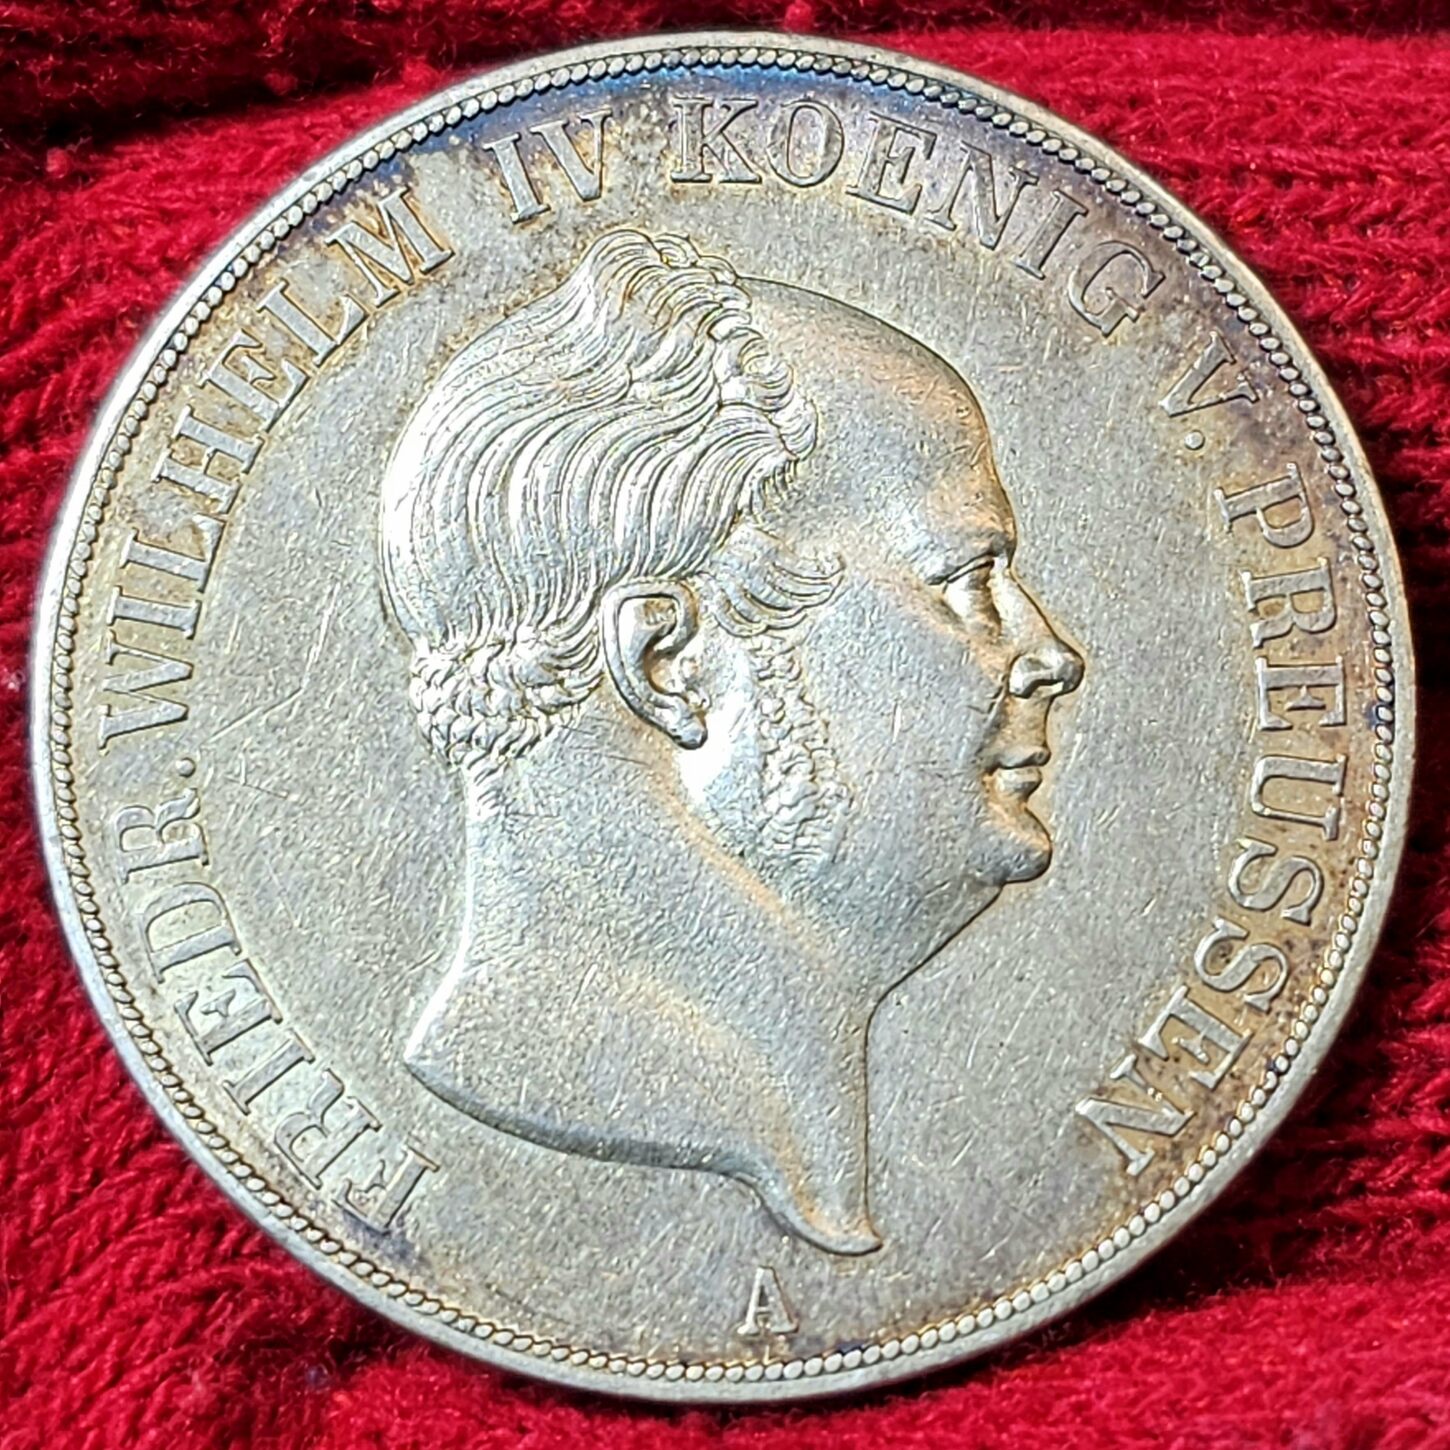 FRIEDR. WILHELM IV KOENIG V. PREUSSEN
A